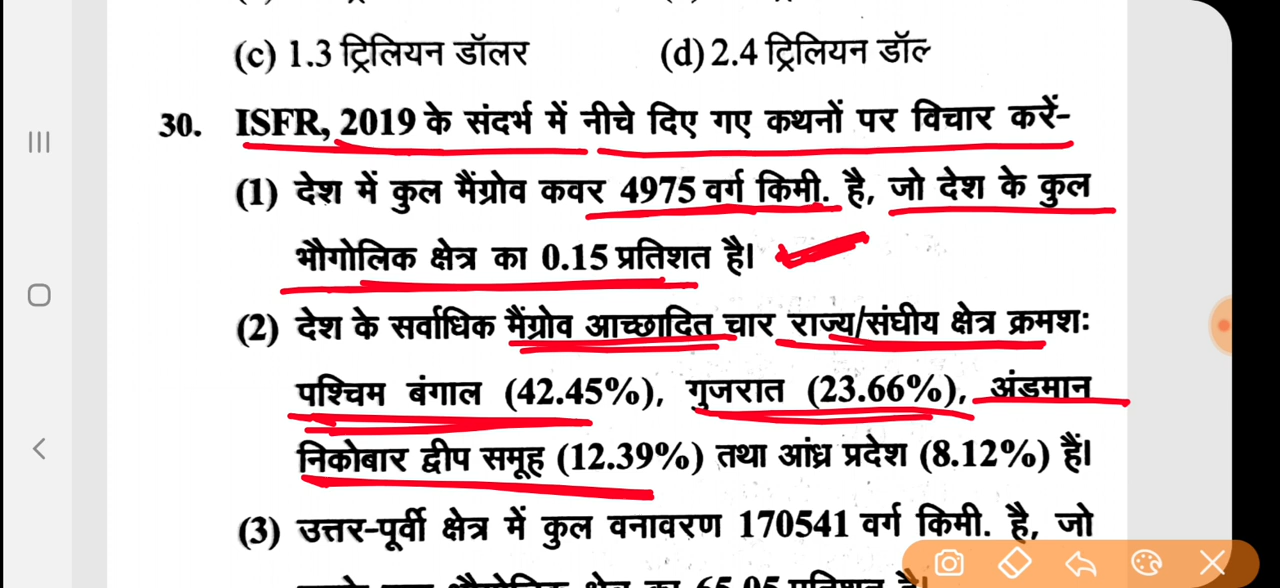 (c) 1.3 ट्रिलियन डॉलर (d) 2.4 ट्रिलियन
30. ISFR, 2019 के संदर्भ में नीचे दिए गए कथनों पर विचार करें-
(1) देश में कुल मैंग्रोव कवर 4975 वर्ग किमी. है, जो देश के कुल
भौगोलिक क्षेत्र का 0.15 प्रतिशत है।
(2) देश के सर्वाधिक मैंग्रोव आच्छादित चार राज्य/संघीय क्षेत्र क्रमशः
पश्चिम बंगाल (42.45%), गुजरात (23.66%), अंडमान
निकोबार द्वीप समूह (12.39%) तथा आंध्र प्रदेश (8.12%) हैं।
(3) उत्तर-पूर्वी क्षेत्र में कुल वनावरण 170541 वर्ग किमी. है, जो